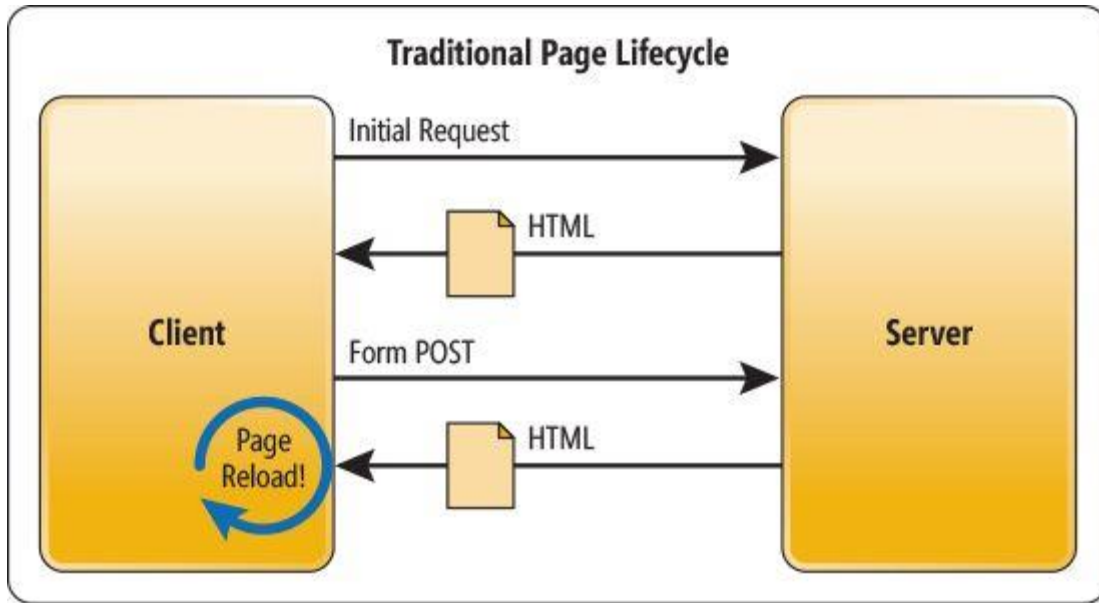 Traditional Page Lifecycle
Initial Request
HTML
Client
Server
Form POST
HTML
Page
Reload!